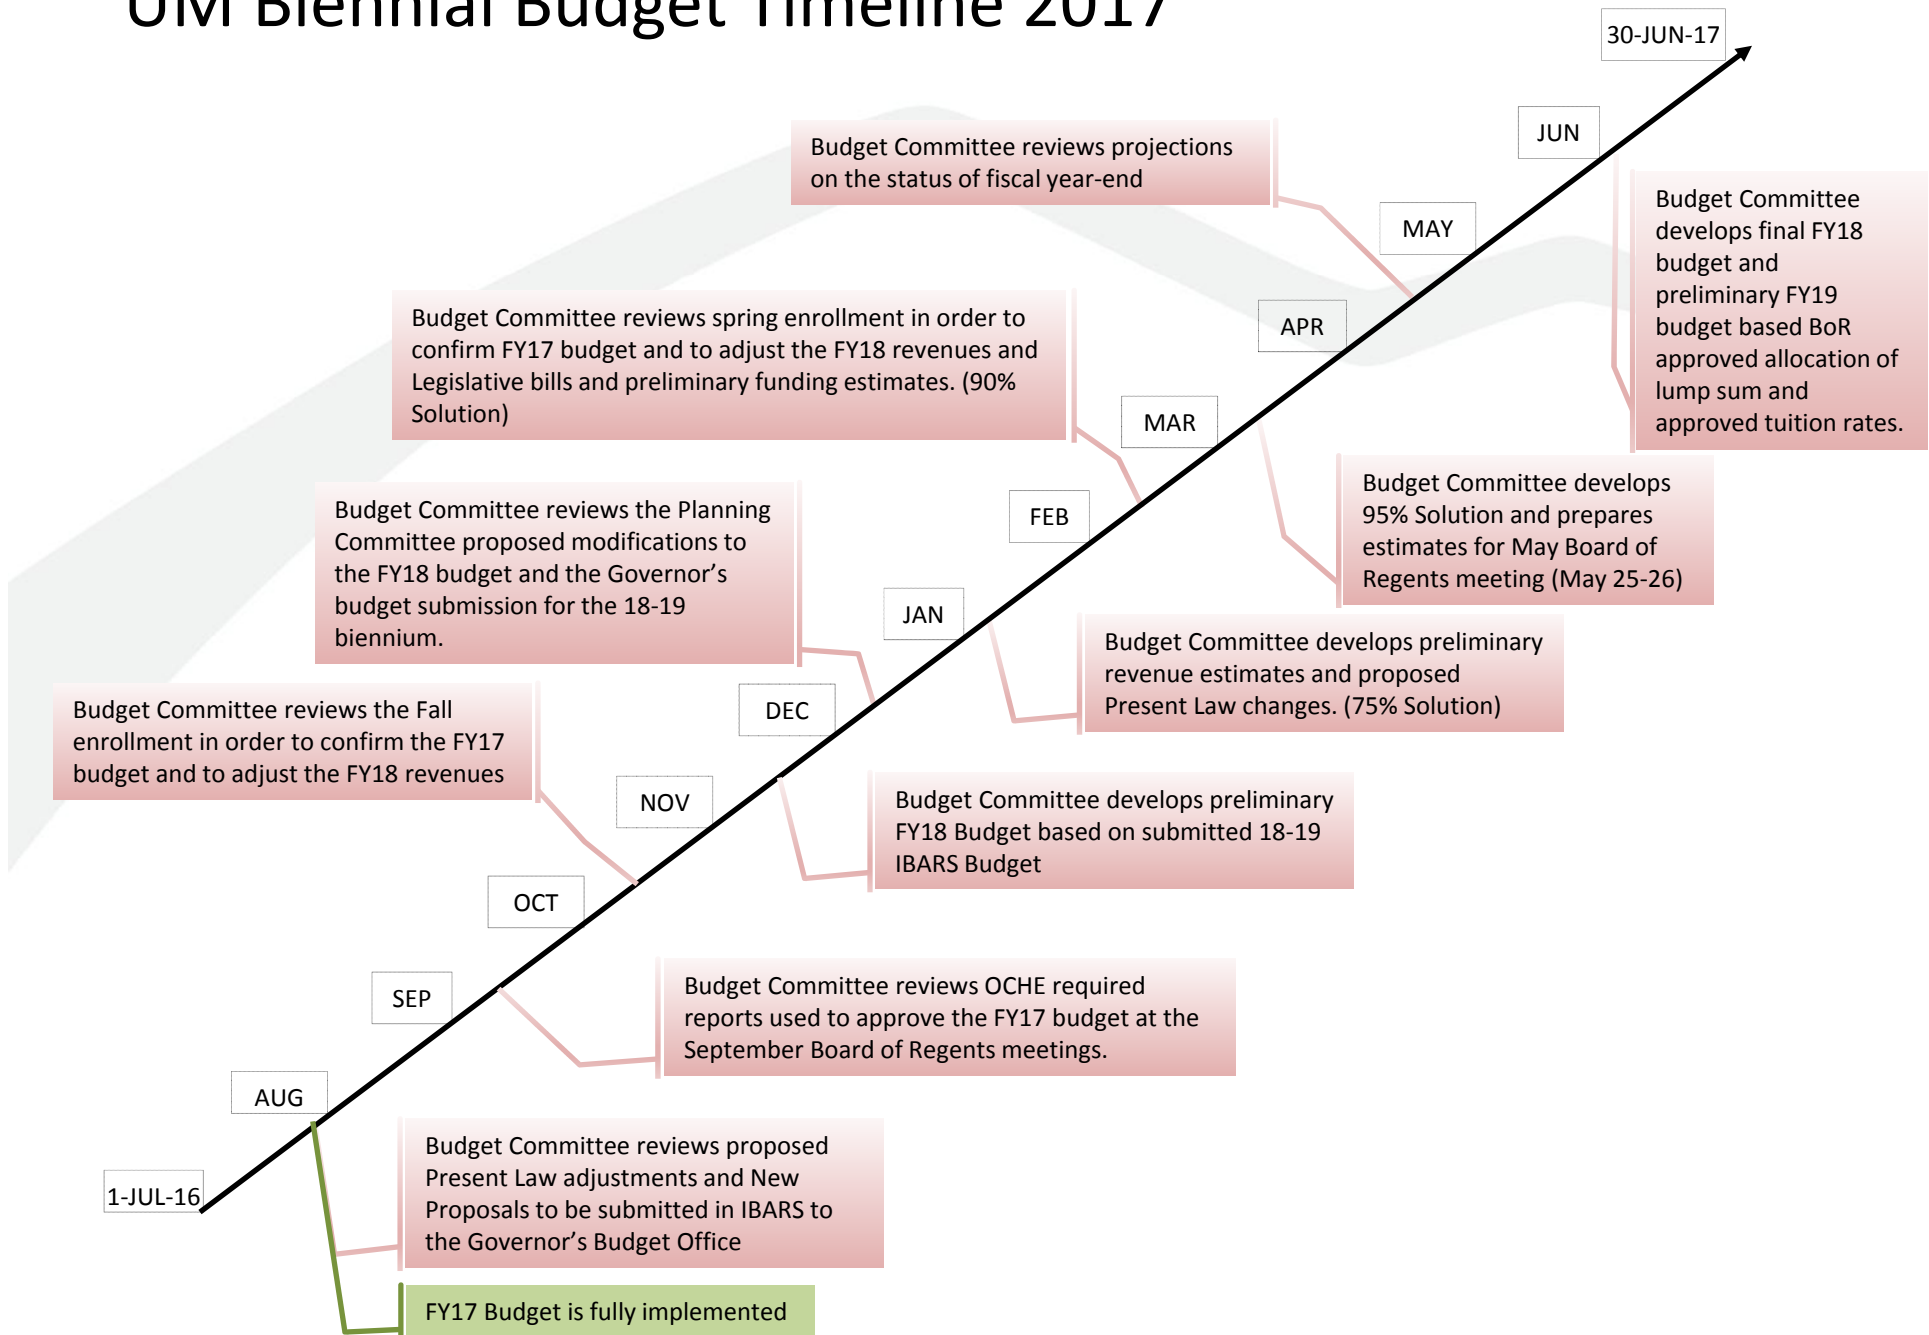 UM Biennial Budget Timeline 2017
30-JUN-17
JUN
Budget Committee reviews projections
on the status of fiscal year-end
Budget Committee
develops final FY18
budget and
preliminary FY19
budget based BoR
approved allocation of
lump sum and
approved tuition rates.
MAY
Budget Committee reviews spring enrollment in order to
confirm FY17 budget and to adjust the FY18 revenues and
Legislative bills and preliminary funding estimates. (90%
Solution)
APR
MAR
Budget Committee develops
95% Solution and prepares
estimates for May Board of
Regents meeting (May 25-26)
Budget Committee reviews the Planning
Committee proposed modifications to
the FY18 budget and the Governor’s
budget submission for the 18-19
biennium.
FEB
JAN
Budget Committee develops preliminary
revenue estimates and proposed
Present Law changes. (75% Solution)
Budget Committee reviews the Fall
enrollment in order to confirm the FY17
budget and to adjust the FY18 revenues
DEC
NOV
Budget Committee develops preliminary
FY18 Budget based on submitted 18-19
IBARS Budget
OCT
SEP
Budget Committee reviews OCHE required
reports used to approve the FY17 budget at the
September Board of Regents meetings.
AUG
Budget Committee reviews proposed
Present Law adjustments and New
Proposals to be submitted in IBARS to
the Governor’s Budget Office
1-JUL-16
FY17 Budget is fully implemented